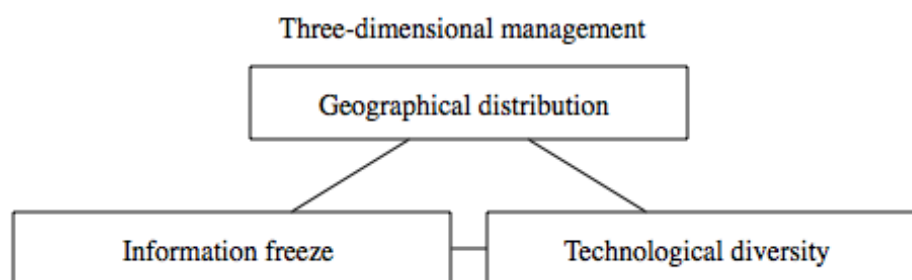 Three-dimensional management
Geographical distribution
Information freeze
Technological diversity